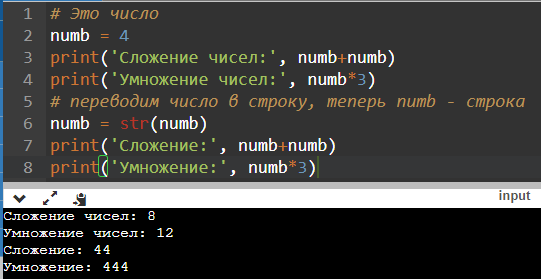 1 # Это число
2 numb = 4
3 print('Сложение чисел:', numb+numb)
4 print('Умножение чисел:', numb*3)
5 # переводим число в строку, теперь numb - строка
6 numb = str(numb)
7 print('Сложение:', numb+numb)
8 print('Умножение:', numb*3)
input
Сложение чисел: 8
Умножение чисел: 12
Сложение: 44
Умножение: 444